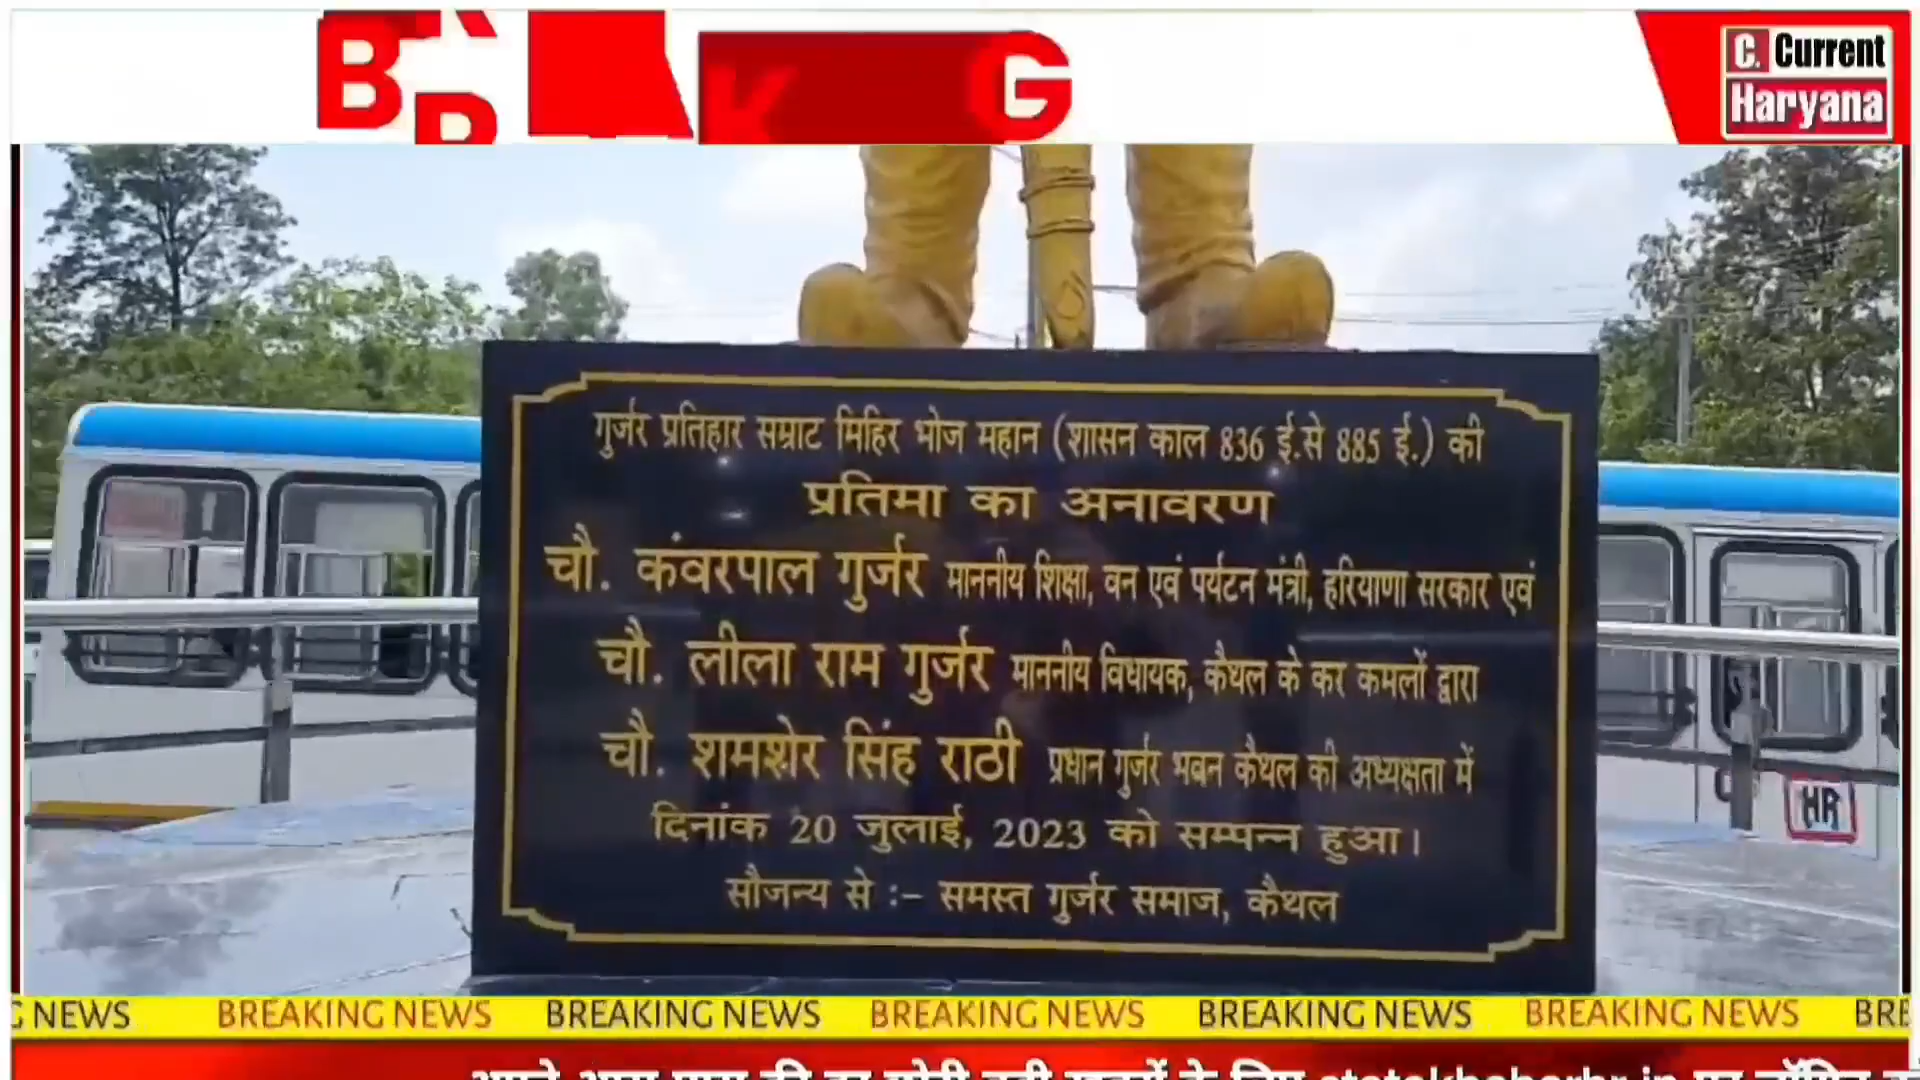 C. Current
Haryana
गुर्जर प्रतिहार सम्राट मिहिर भोज महान (शासन काल 836 ई.से 885 ई.) की
प्रतिमा का अनावरण
चौ. कंवरपाल गुर्जर माननीय शिक्षा, वन एवं पर्यटन मंत्री, हरियाणा सरकार एवं
चौ. लीला राम गुर्जर माननीय विधायक, कैथल के कर कमलों द्वारा
चौ. शमशेर सिंह राठी प्रधान गुर्जर भवन कैथल की अध्यक्षता में
दिनांक 20 जुलाई, 2023 को सम्पन्न हुआ।
सौजन्य से :- समस्त गुर्जर समाज, कैथल
HR
G NEWS BREAKING NEWS BREAKING NEWS BREAKING NEWS BREAKING NEWS BREAKING NEWS BRE